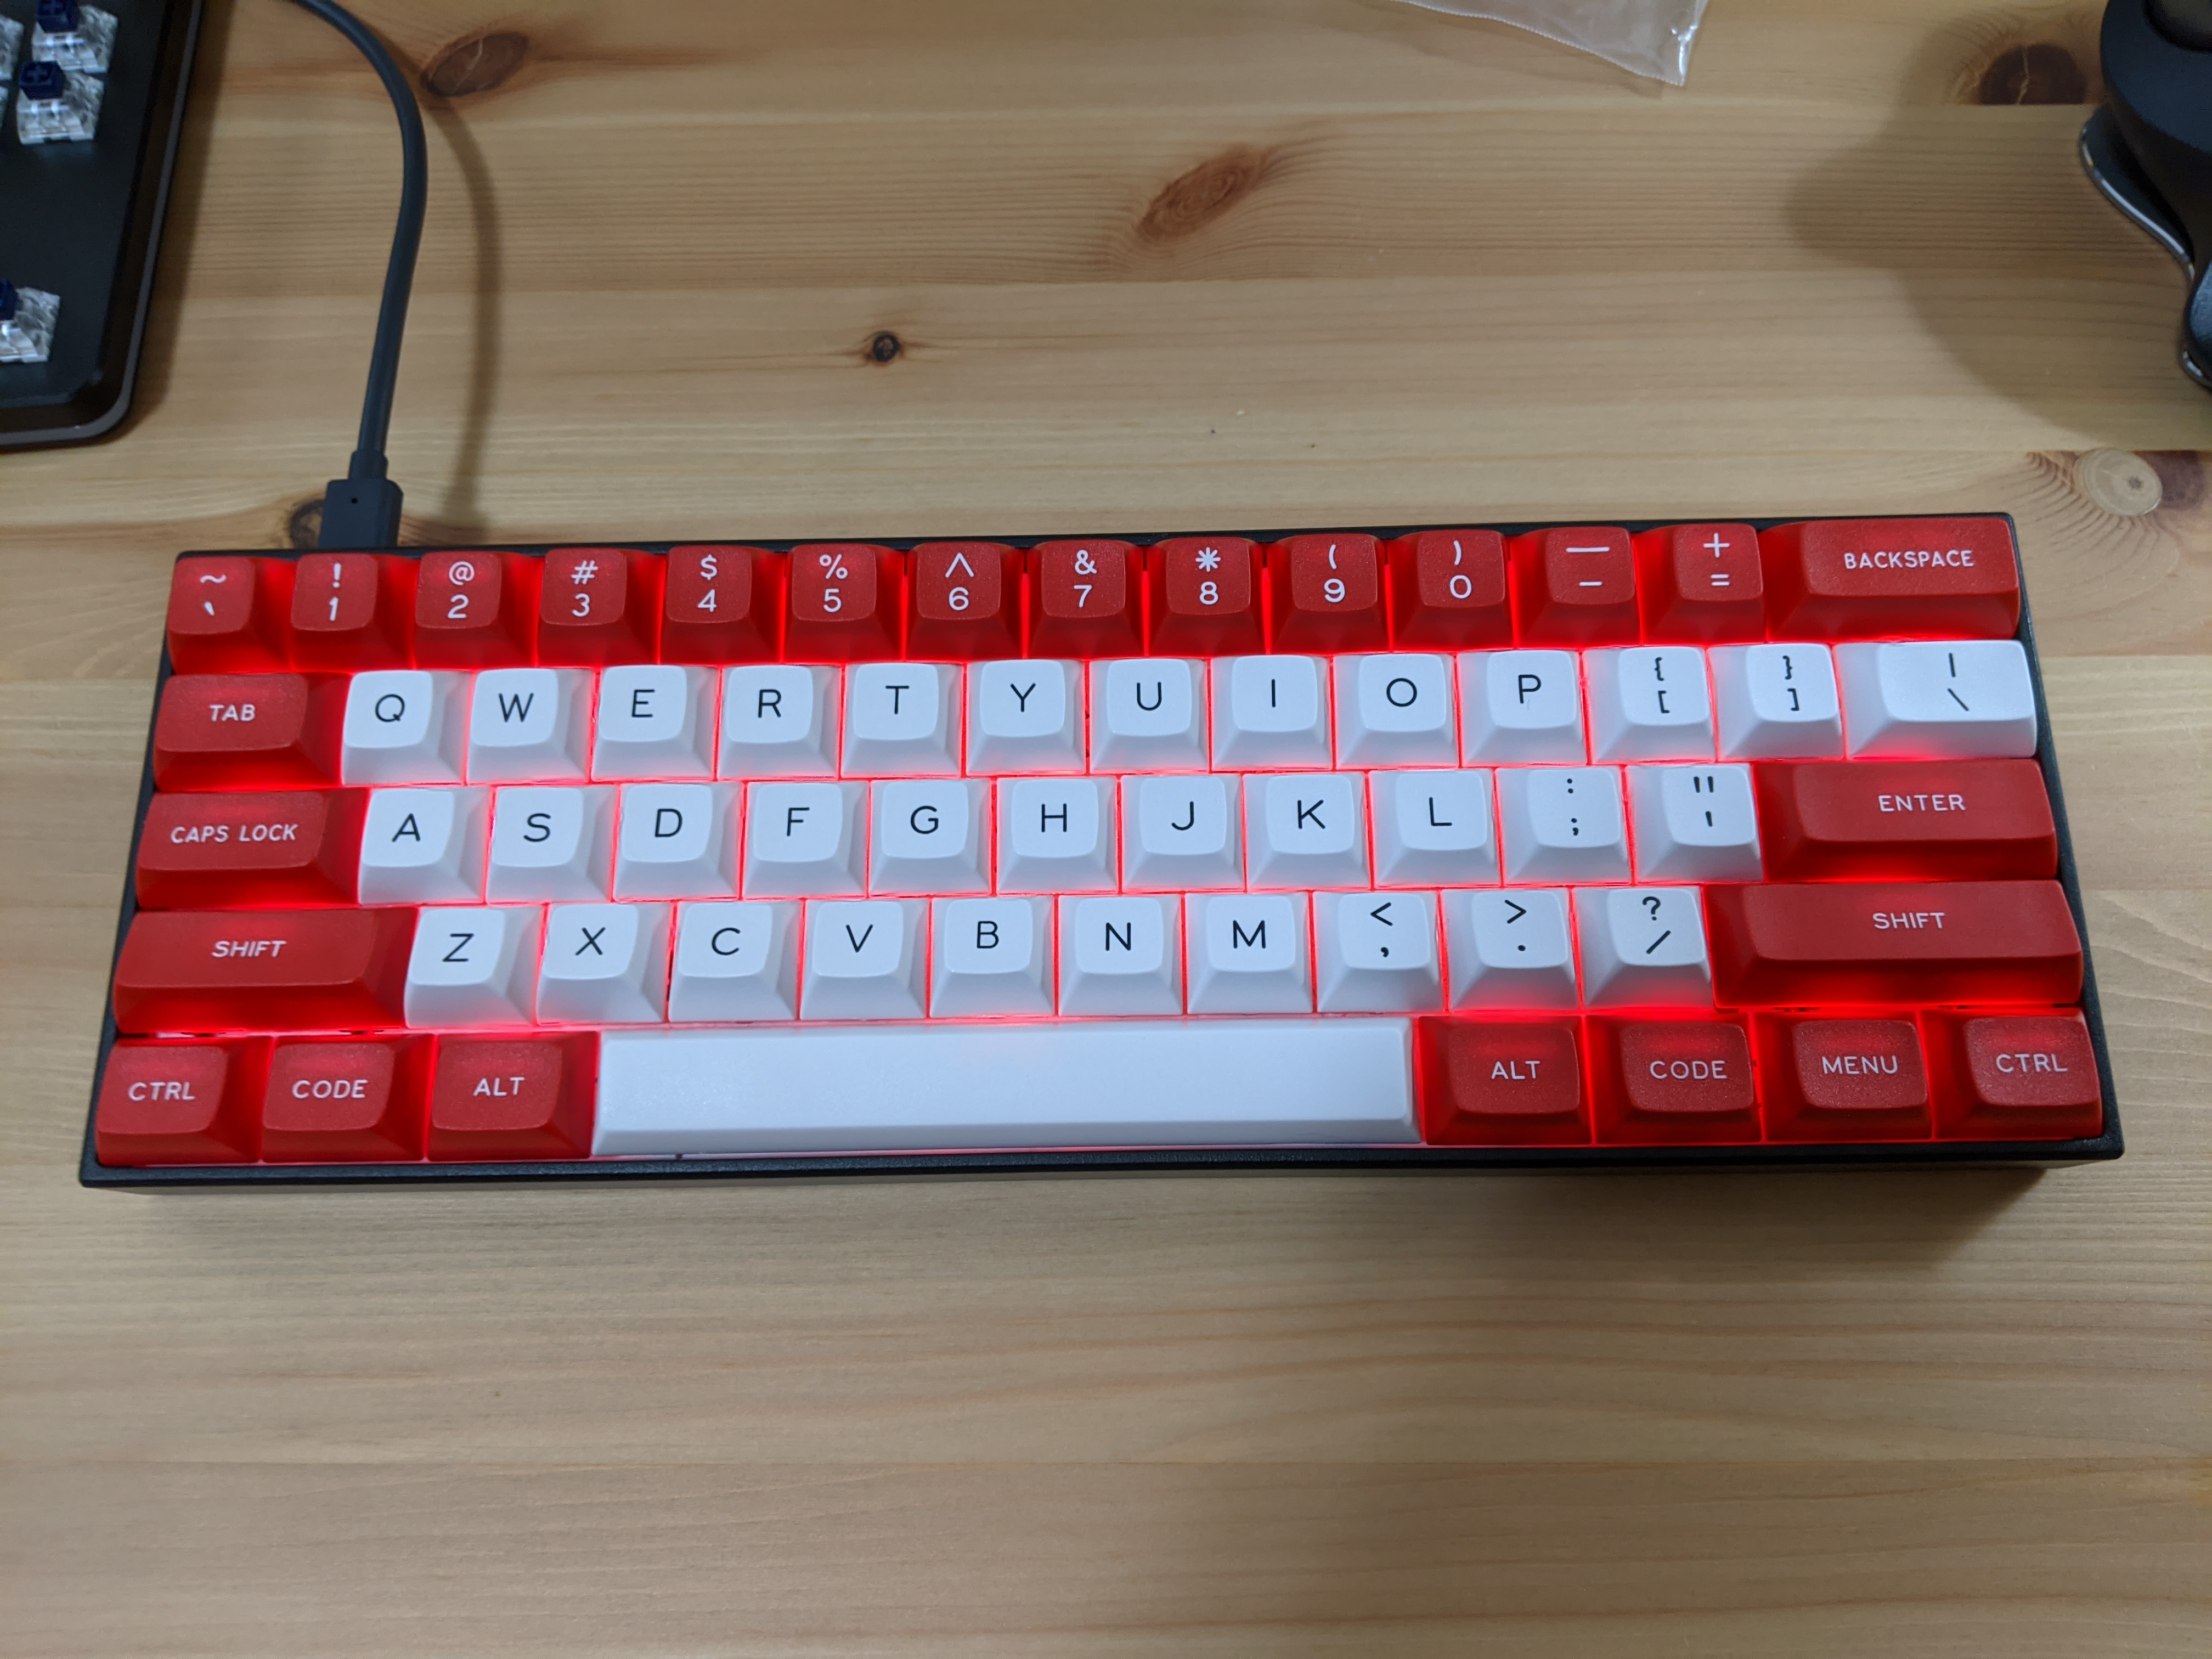 ~ ! @ # $ % ^ & * ( ) — +
` 1 2 3 4 5 6 7 8 9 0 - = BACKSPACE
{ } |
TAB Q W E R T Y U I O P [ ] \
: "
CAPS LOCK A S D F G H J K L ; ' ENTER
< > ?
SHIFT Z X C V B N M , . / SHIFT
CTRL CODE ALT ALT CODE MENU CTRL